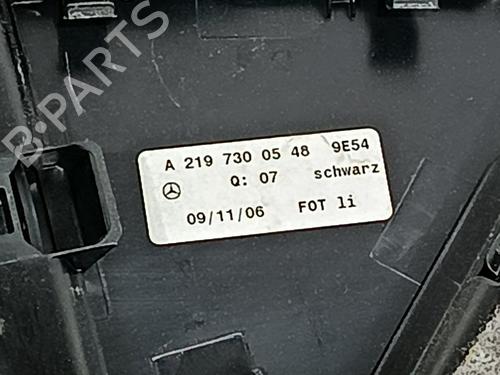 B-PARTS
A 219 730 05 48 9E54
Q: 07 schwarz
09/11/06 FOT li